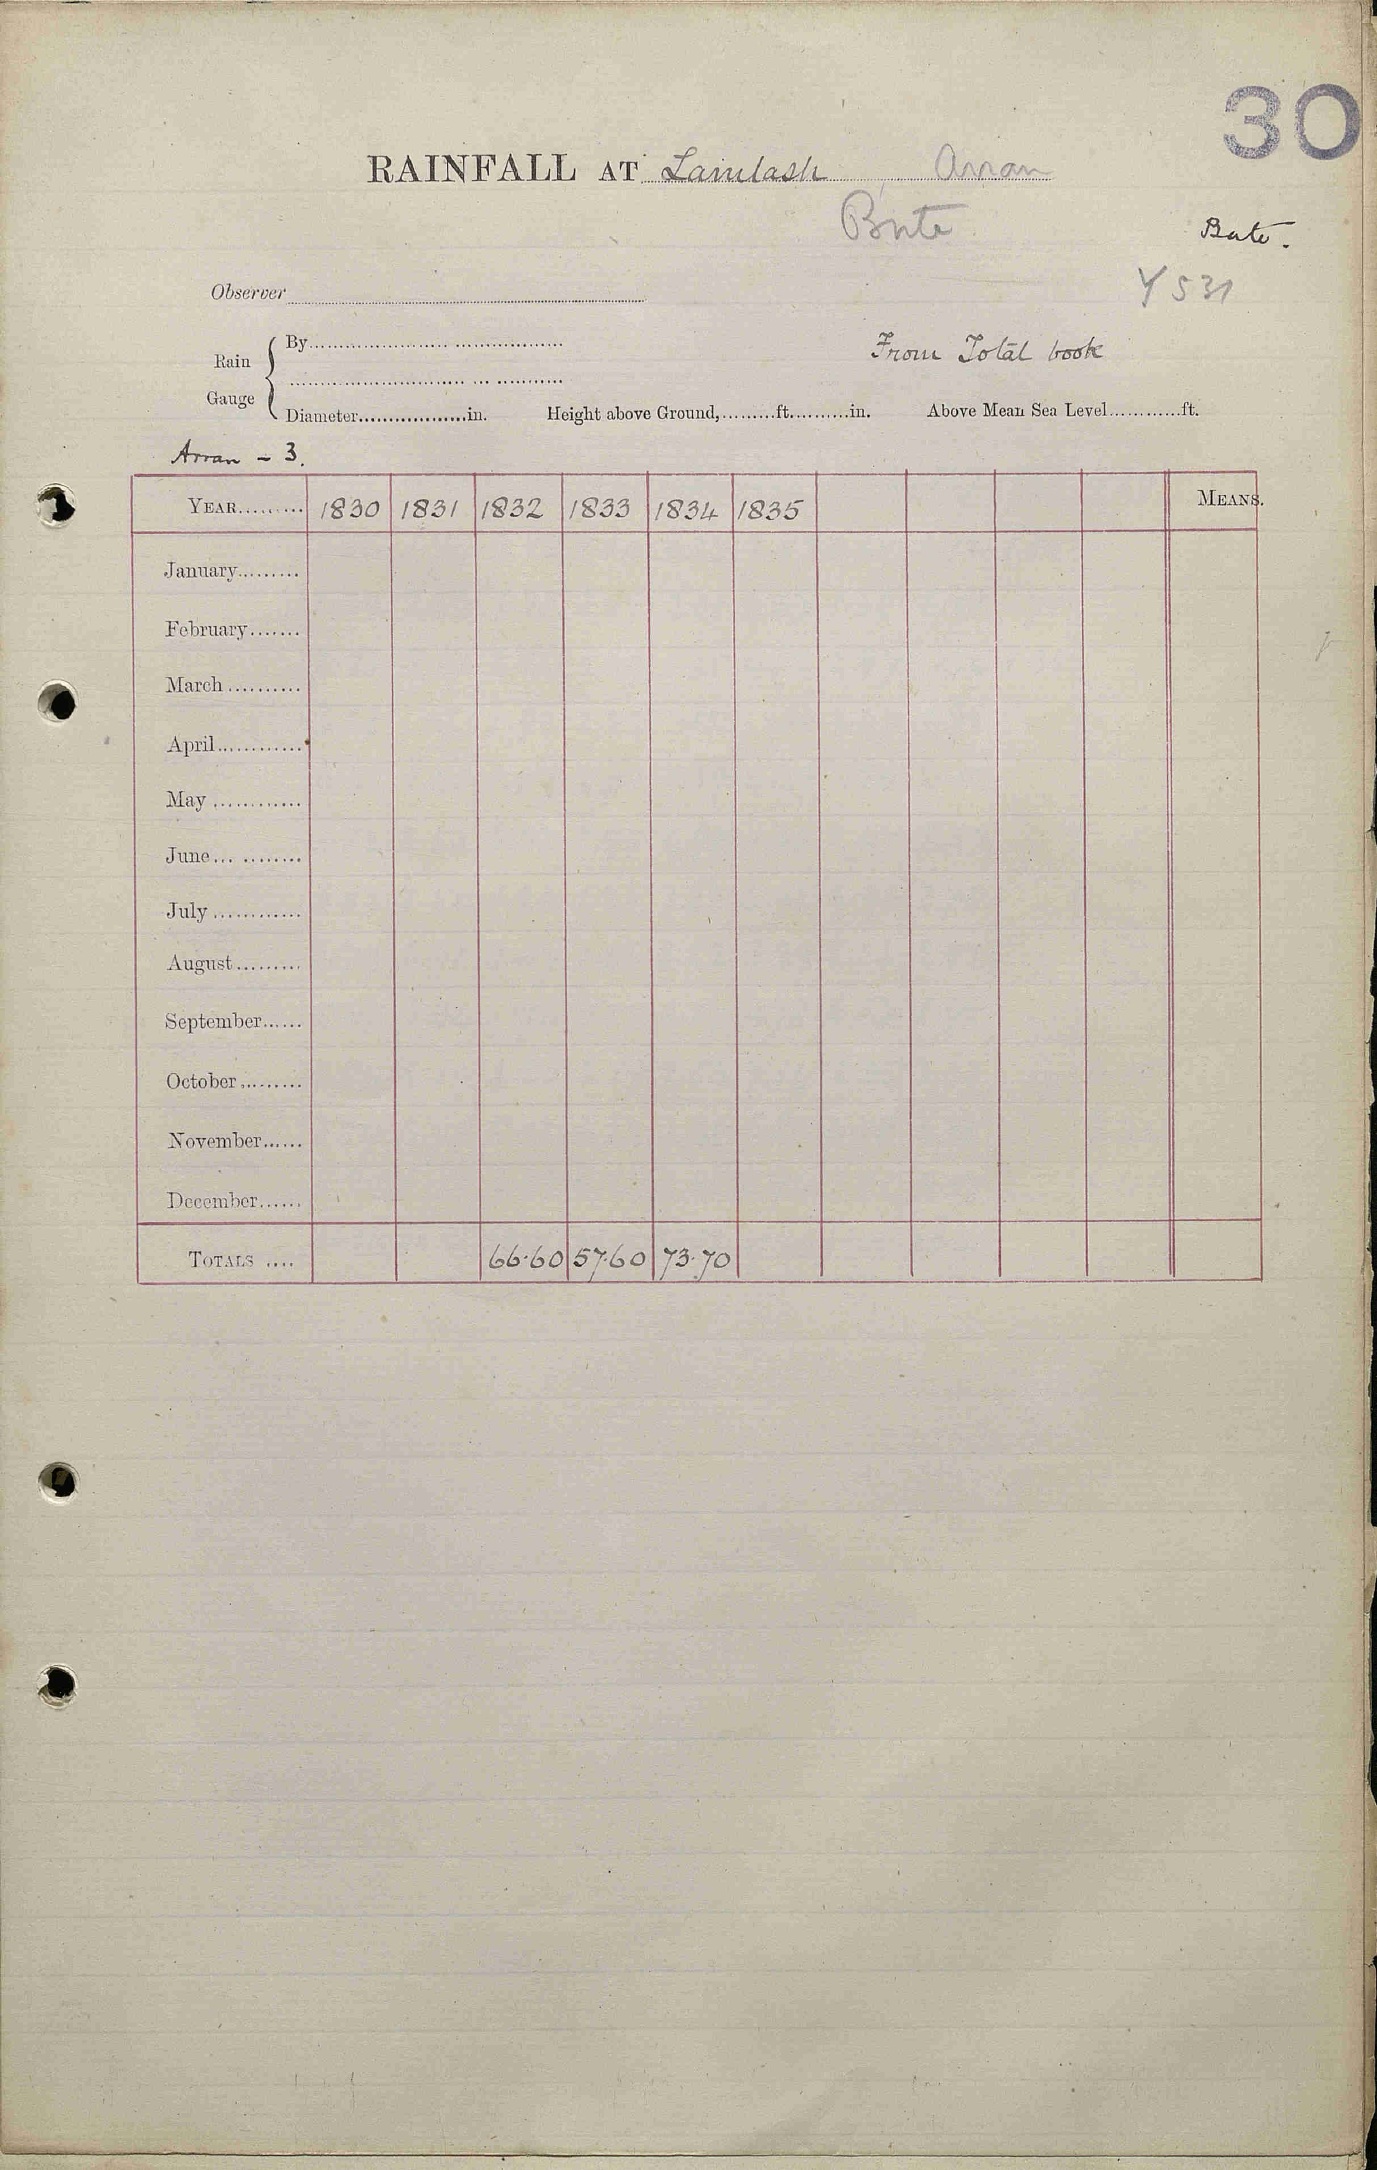 30
RAINFALL AT Lamlash, Arran
Bute
Bute.
Observer
Y 531
Rain Gauge { By
From Total book
Diameter..................in. Height above Ground,.........ft..........in. Above Mean Sea Level............ft.
Arran - 3.
YEAR......... 1830 1831 1832 1833 1834 1835 MEANS.
January.........
February.......
March..........
April............
May............
June... ........
July............
August.........
September......
October.........
November......
December......
TOTALS .... 66.60 57.60 73.70